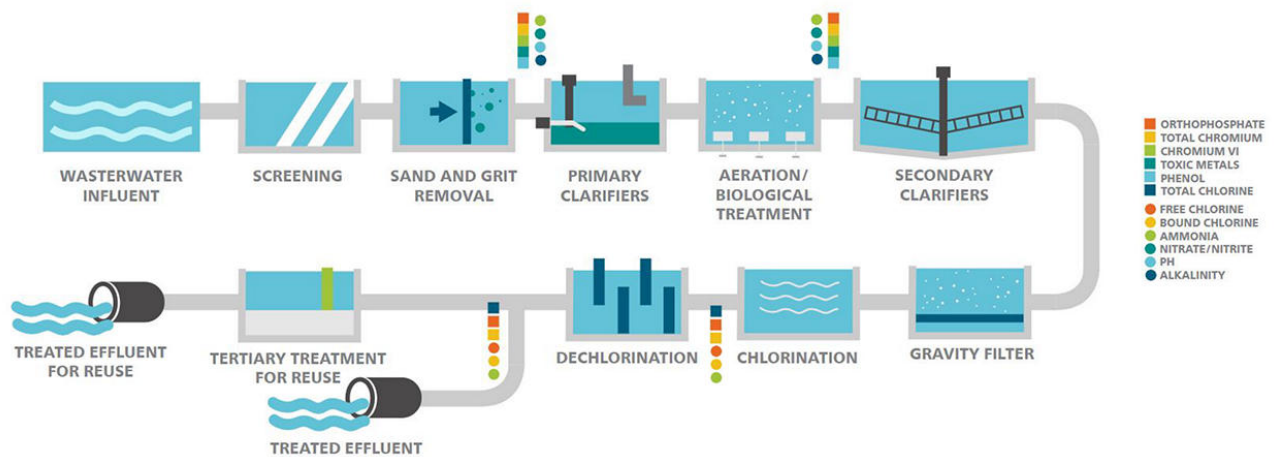 WASTERWATER
INFLUENT
SCREENING
SAND AND GRIT
REMOVAL
PRIMARY
CLARIFIERS
AERATION/
BIOLOGICAL
TREATMENT
SECONDARY
CLARIFIERS
ORTHOPHOSPHATE
TOTAL CHROMIUM
CHROMIUM VI
TOXIC METALS
PHENOL
TOTAL CHLORINE
FREE CHLORINE
BOUND CHLORINE
AMMONIA
NITRATE/NITRITE
PH
ALKALINITY
TREATED EFFLUENT
FOR REUSE
TERTIARY TREATMENT
FOR REUSE
DECHLORINATION
CHLORINATION
GRAVITY FILTER
TREATED EFFLUENT